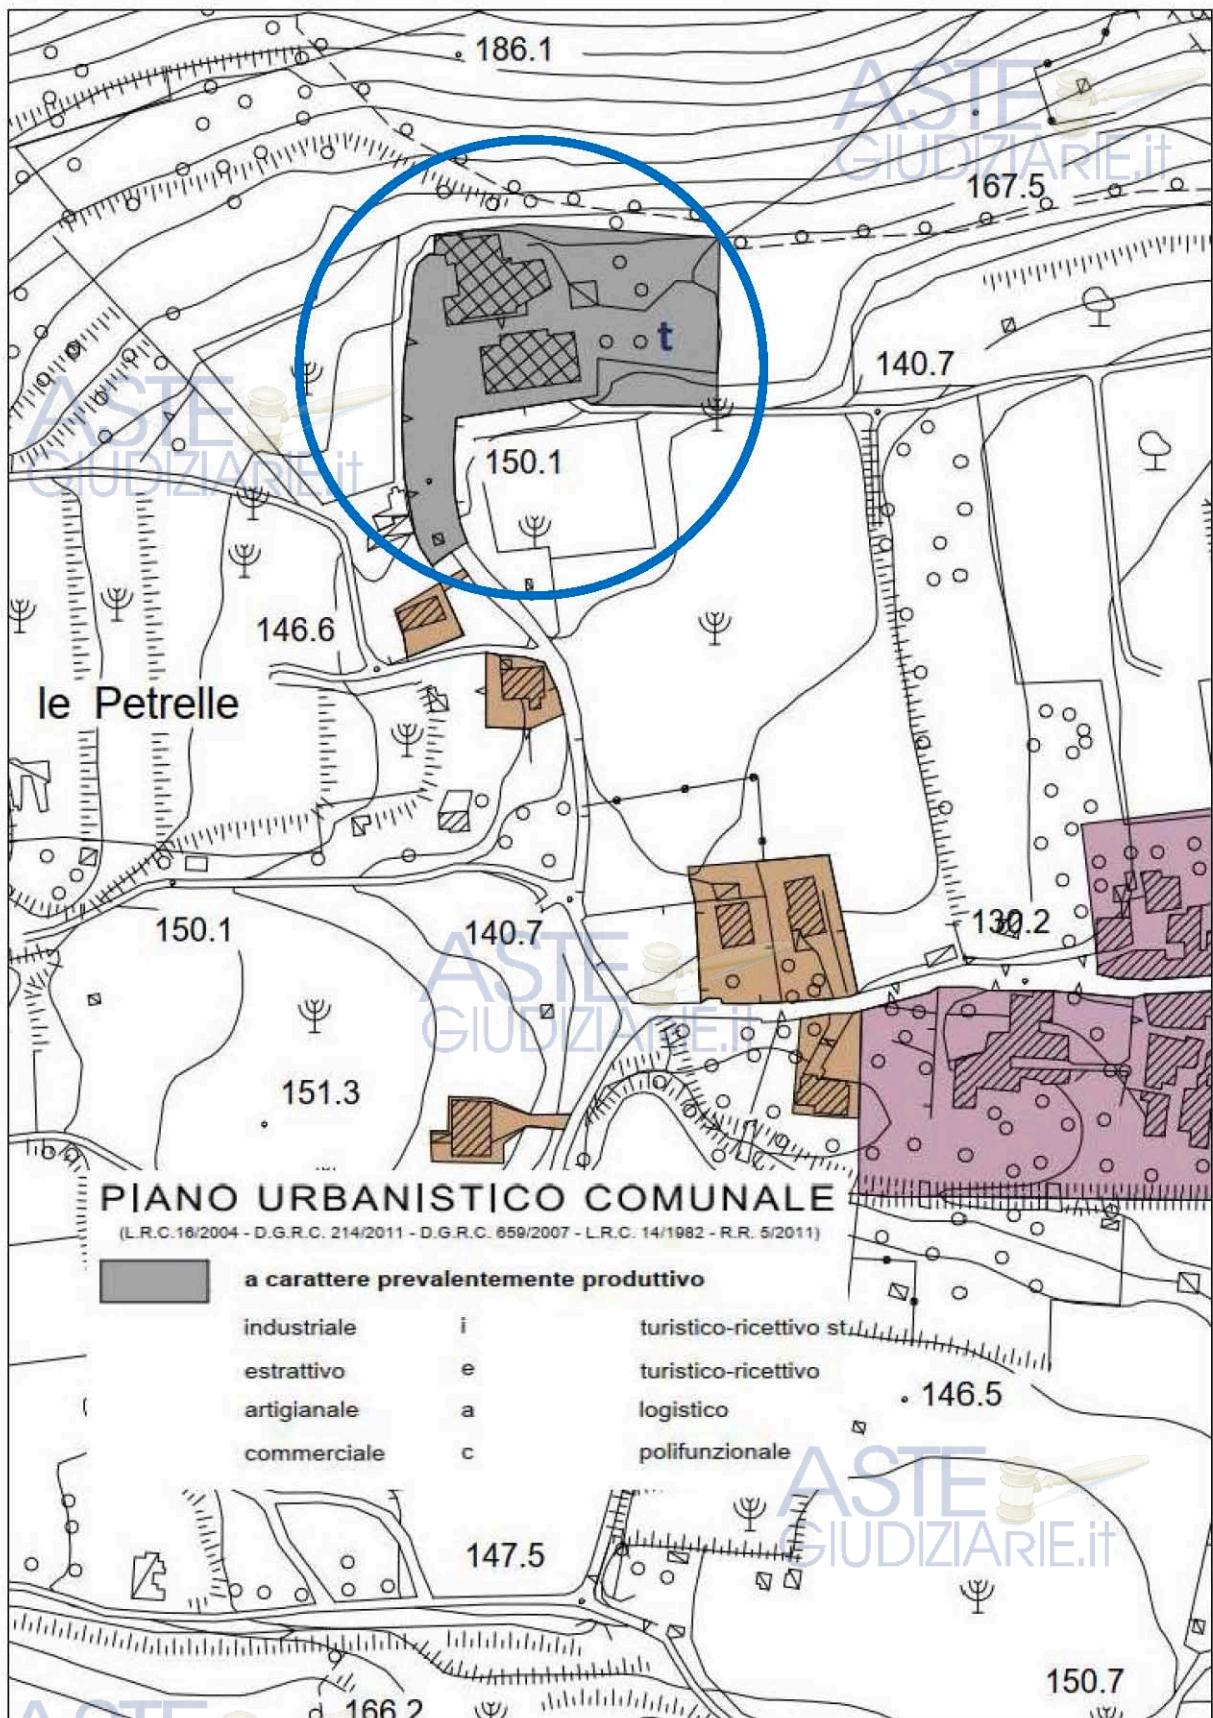 186.1
ASTE
GIUDIZIARIE.it
167.5
t
140.7
ASTE
GIUDIZIARIE.it
150.1
146.6
le Petrelle
130.2
150.1
140.7
ASTE
GIUDIZIARIE.it
151.3
PIANO URBANISTICO COMUNALE
(L.R.C.16/2004 - D.G.R.C. 214/2011 - D.G.R.C. 659/2007 - L.R.C. 14/1982 - R.R. 5/2011)
a carattere prevalentemente produttivo
industriale i turistico-ricettivo st
estrattivo e turistico-ricettivo
artigianale a logistico
commerciale c polifunzionale
146.5
ASTE
GIUDIZIARIE.it
147.5
150.7
166.2
ASTE